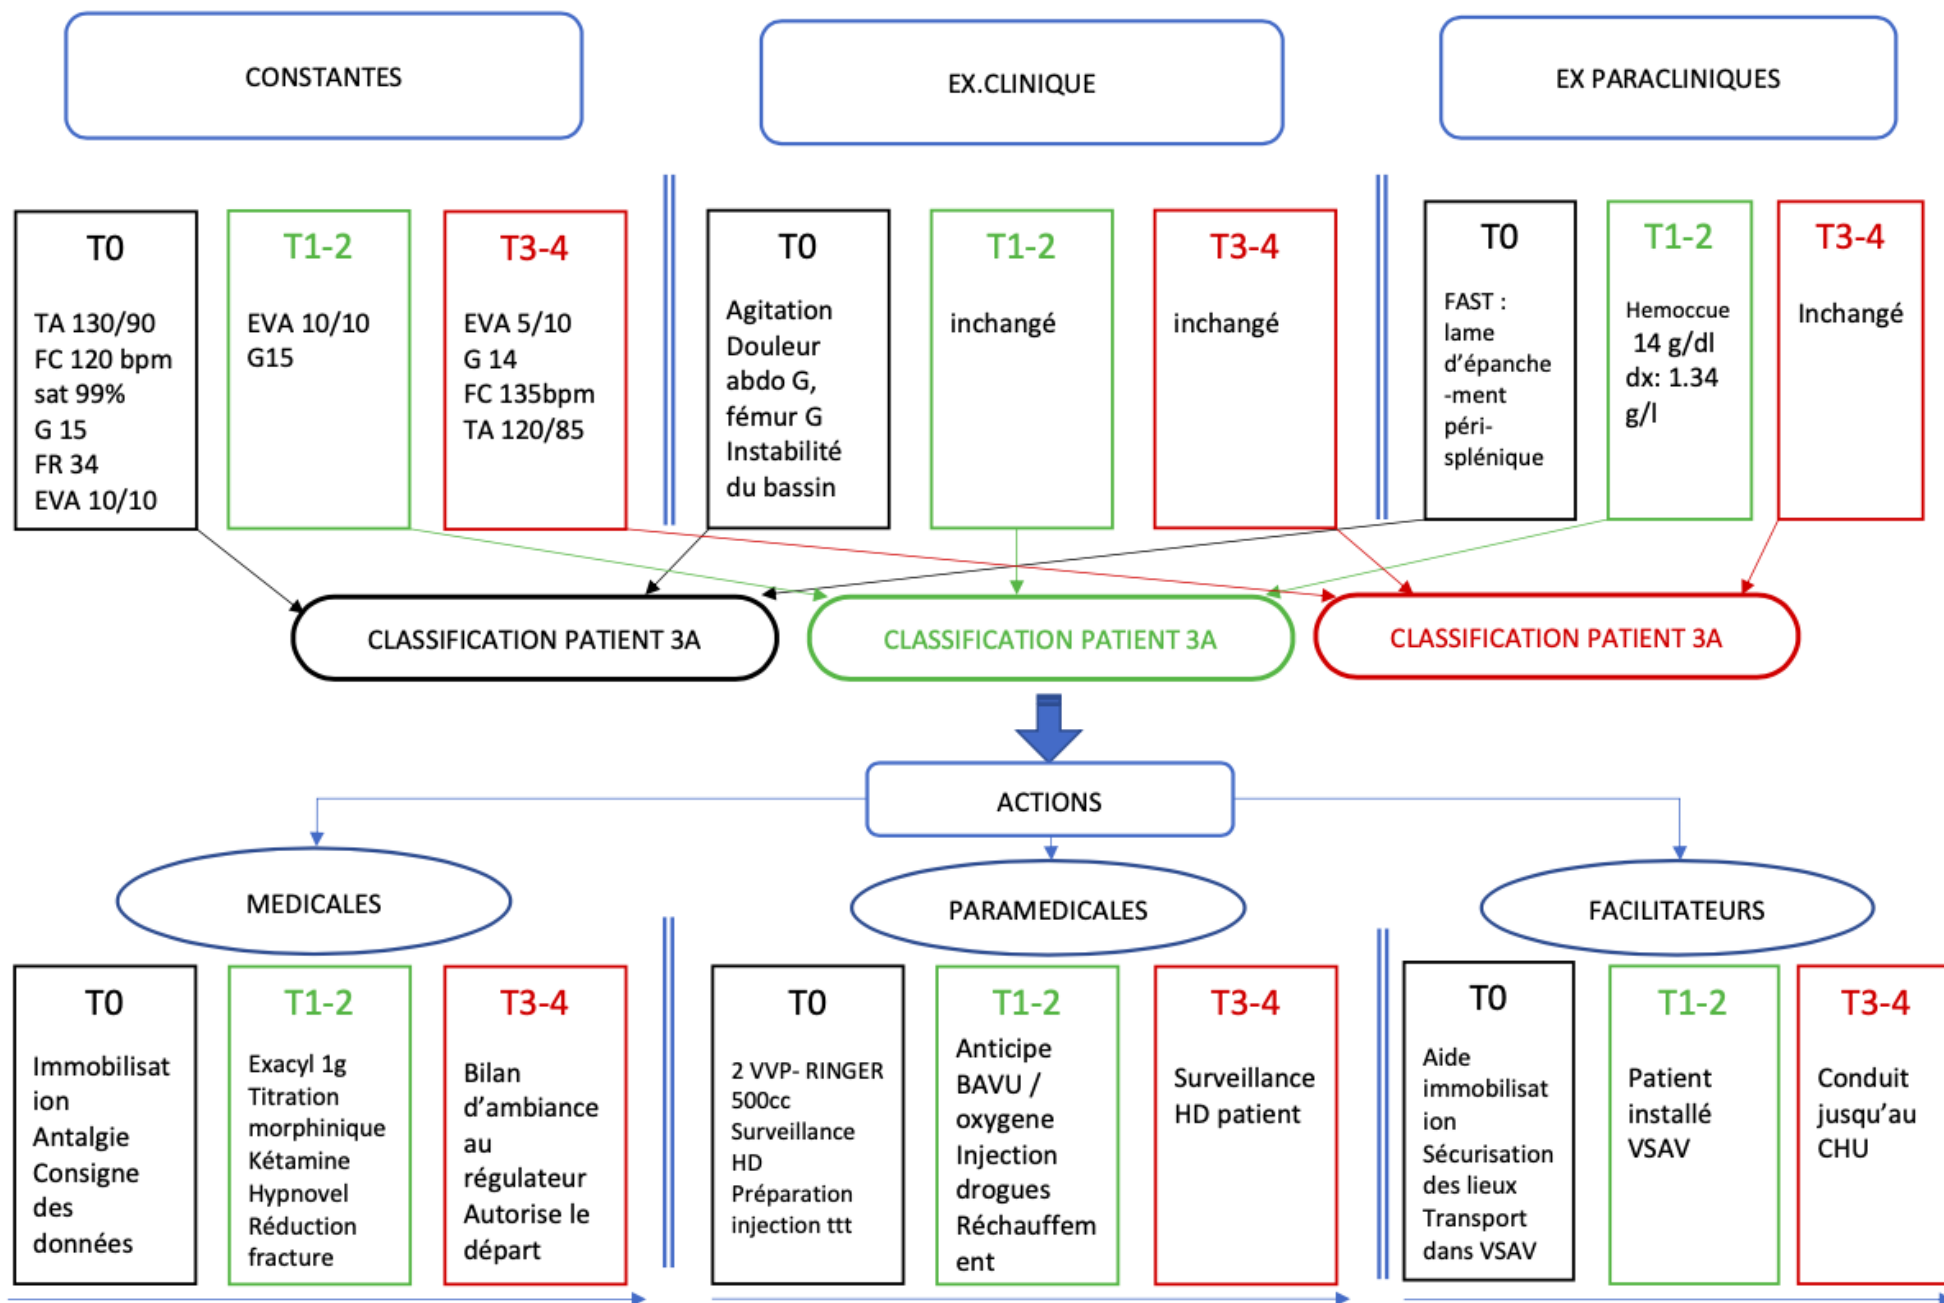 CONSTANTES
EX.CLINIQUE
EX PARACLINIQUES
T0
TA 130/90
FC 120 bpm
sat 99%
G 15
FR 34
EVA 10/10
T1-2
EVA 10/10
G15
T3-4
EVA 5/10
G 14
FC 135bpm
TA 120/85
T0
Agitation
Douleur
abdo G,
fémur G
Instabilité
du bassin
T1-2
inchangé
T3-4
inchangé
T0
FAST :
lame
d'épanche
-ment
péri-
splénique
T1-2
Hemoccue
14 g/dl
dx: 1.34
g/l
T3-4
Inchangé
CLASSIFICATION PATIENT 3A
CLASSIFICATION PATIENT 3A
CLASSIFICATION PATIENT 3A
ACTIONS
MEDICALES
PARAMEDICALES
FACILITATEURS
T0
Immobilisat
ion
Antalgie
Consigne
des
données
T1-2
Exacyl 1g
Titration
morphinique
Kétamine
Hypnovel
Réduction
fracture
T3-4
Bilan
d'ambiance
au
régulateur
Autorise le
départ
T0
2 VVP- RINGER
500cc
Surveillance
HD
Préparation
injection ttt
T1-2
Anticipe
BAVU /
oxygene
Injection
drogues
Réchauffem
ent
T3-4
Surveillance
HD patient
T0
Aide
immobilisat
ion
Sécurisation
des lieux
Transport
dans VSAV
T1-2
Patient
installé
VSAV
T3-4
Conduit
jusqu'au
CHU